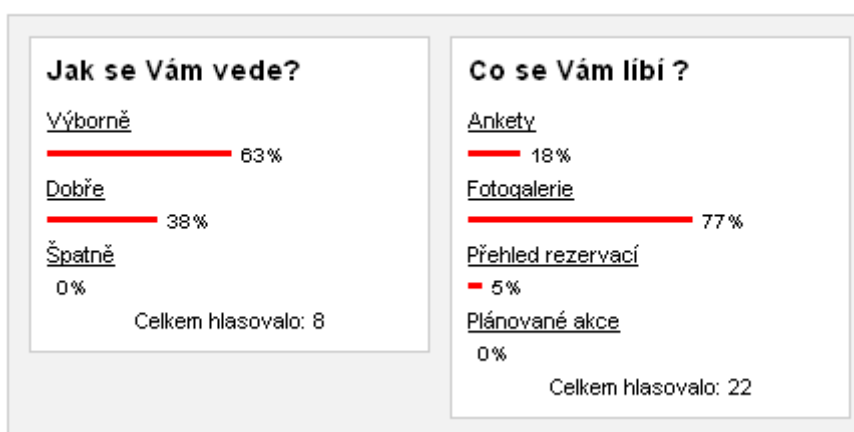 Jak se Vám vede?
Výborně
63%
Dobře
38%
Špatně
0%
Celkem hlasovalo: 8
Co se Vám líbí ?
Ankety
18%
Fotogalerie
77%
Přehled rezervací
5%
Plánované akce
0%
Celkem hlasovalo: 22